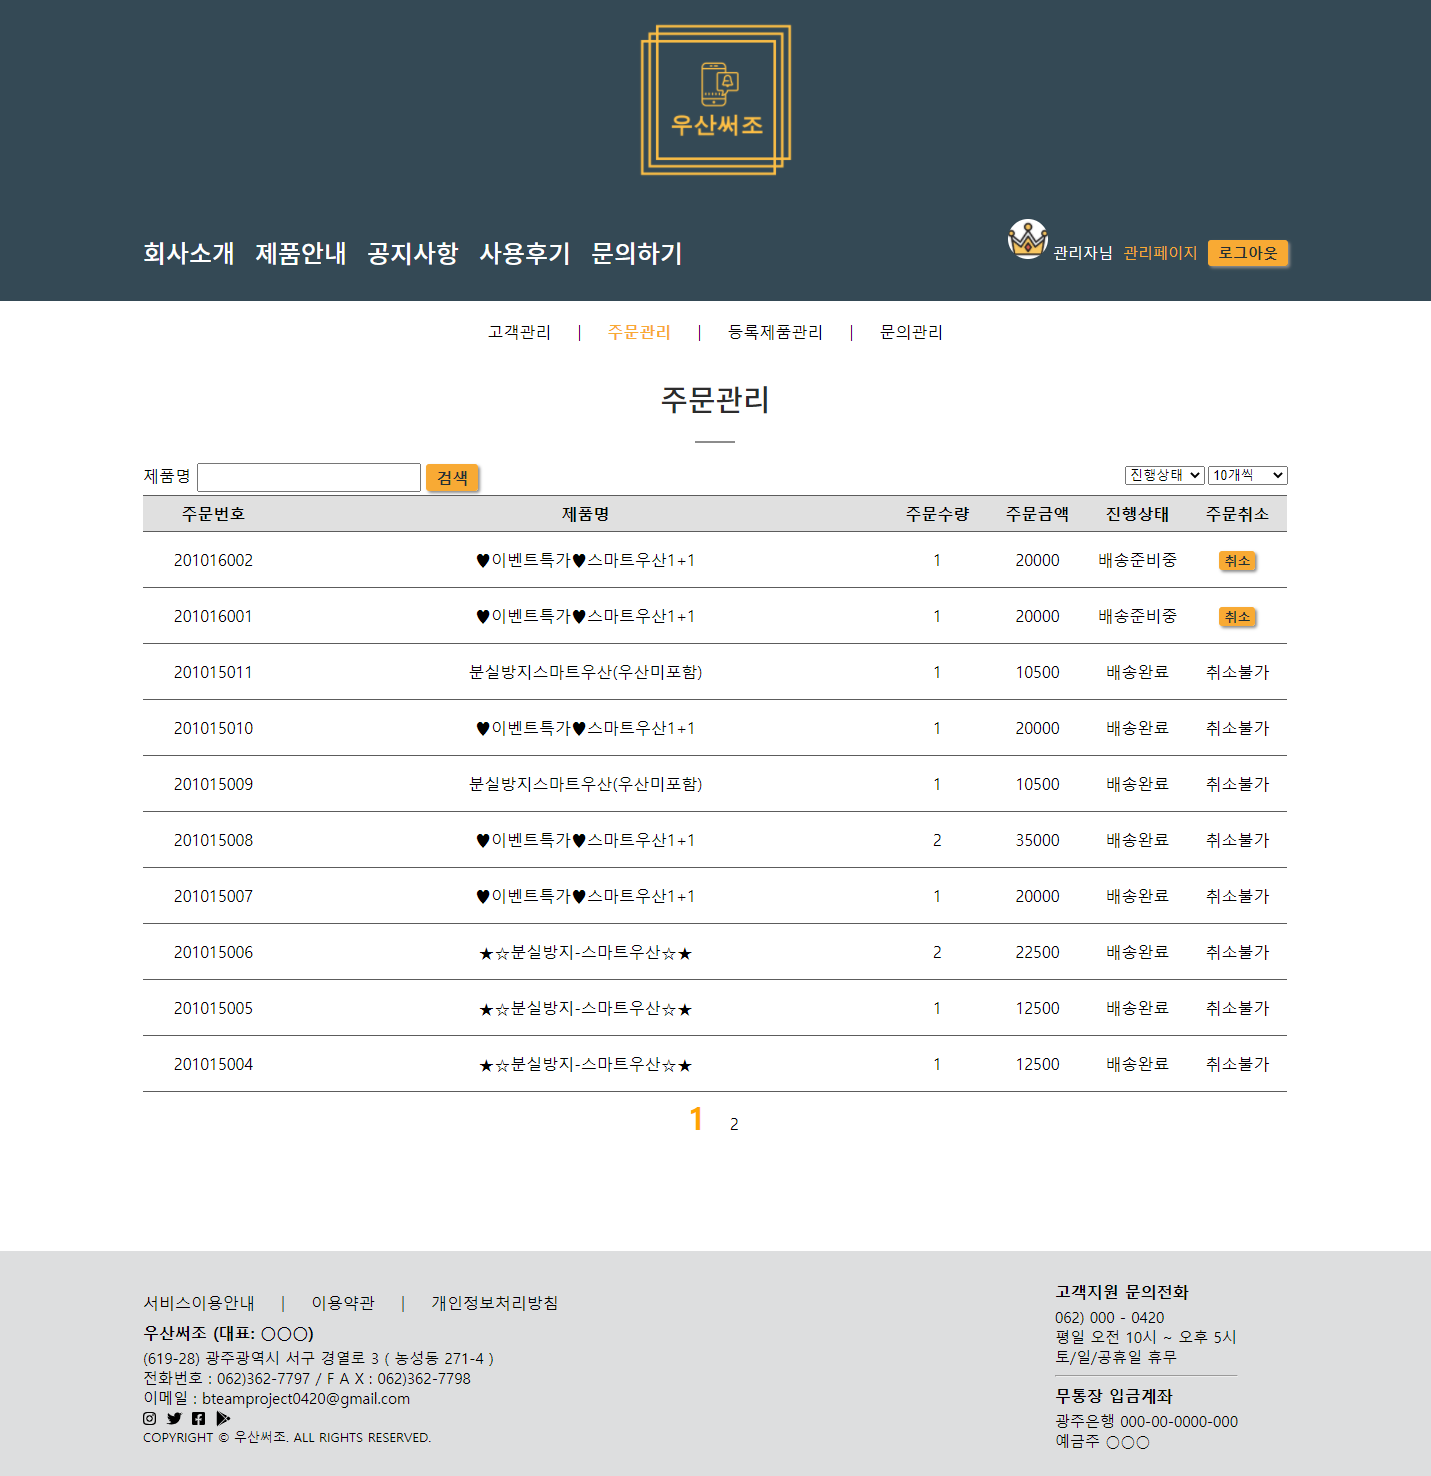 우산써조
회사소개 제품안내 공지사항 사용후기 문의하기
관리자님 관리페이지 로그아웃
고객관리 | 주문관리 | 등록제품관리 | 문의관리
주문관리
제품명 검색 진행상태 10개씩
주문번호 제품명 주문수량 주문금액 진행상태 주문취소
201016002 ♥이벤트특가♥스마트우산1+1 1 20000 배송준비중 취소
201016001 ♥이벤트특가♥스마트우산1+1 1 20000 배송준비중 취소
201015011 분실방지스마트우산(우산미포함) 1 10500 배송완료 취소불가
201015010 ♥이벤트특가♥스마트우산1+1 1 20000 배송완료 취소불가
201015009 분실방지스마트우산(우산미포함) 1 10500 배송완료 취소불가
201015008 ♥이벤트특가♥스마트우산1+1 2 35000 배송완료 취소불가
201015007 ♥이벤트특가♥스마트우산1+1 1 20000 배송완료 취소불가
201015006 ★☆분실방지-스마트우산☆★ 2 22500 배송완료 취소불가
201015005 ★☆분실방지-스마트우산☆★ 1 12500 배송완료 취소불가
201015004 ★☆분실방지-스마트우산☆★ 1 12500 배송완료 취소불가
1 2
서비스이용안내 | 이용약관 | 개인정보처리방침
우산써조 (대표: ○○○)
(619-28) 광주광역시 서구 경열로 3 ( 농성동 271-4 )
전화번호 : 062)362-7797 / F A X : 062)362-7798
이메일 : bteamproject0420@gmail.com
COPYRIGHT © 우산써조. ALL RIGHTS RESERVED.
고객지원 문의전화
062) 000 - 0420
평일 오전 10시 ~ 오후 5시
토/일/공휴일 휴무
무통장 입금계좌
광주은행 000-00-0000-000
예금주 ○○○